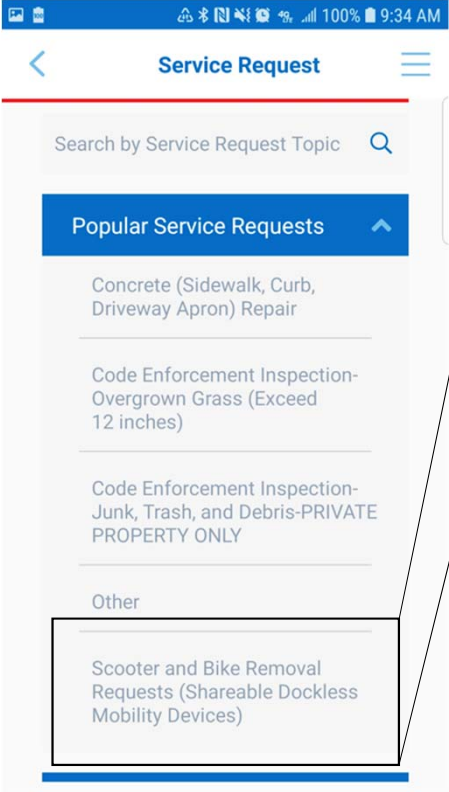 100% 9:34 AM
Service Request
Search by Service Request Topic
Popular Service Requests
Concrete (Sidewalk, Curb,
Driveway Apron) Repair
Code Enforcement Inspection-
Overgrown Grass (Exceed
12 inches)
Code Enforcement Inspection-
Junk, Trash, and Debris-PRIVATE
PROPERTY ONLY
Other
Scooter and Bike Removal
Requests (Shareable Dockless
Mobility Devices)